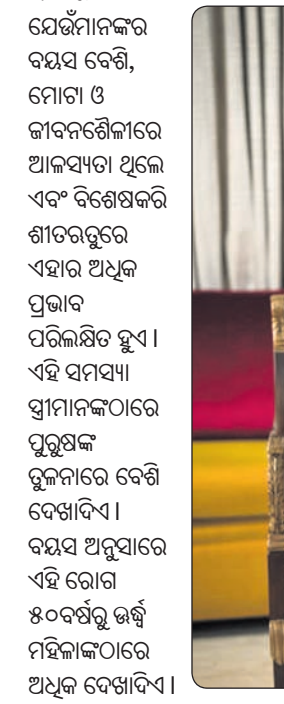 ଯେଉଁମାନଙ୍କର
ବୟସ ବେଶି,
ମୋଟା ଓ
ଜୀବନଶୈଳୀରେ
ଆଳସ୍ୟତା ଥିଲେ
ଏବଂ ବିଶେଷକରି
ଶୀତଋତୁରେ
ଏହାର ଅଧିକ
ପ୍ରଭାବ
ପରିଲକ୍ଷିତ ହୁଏ।
ଏହି ସମସ୍ୟା
ସ୍ତ୍ରୀମାନଙ୍କଠାରେ
ପୁରୁଷଙ୍କ
ତୁଳନାରେ ବେଶି
ଦେଖାଦିଏ।
ବୟସ ଅନୁସାରେ
ଏହି ରୋଗ
୫୦ବର୍ଷରୁ ଊର୍ଦ୍ଧ୍ୱ
ମହିଳାଙ୍କଠାରେ
ଅଧିକ ଦେଖାଦିଏ।